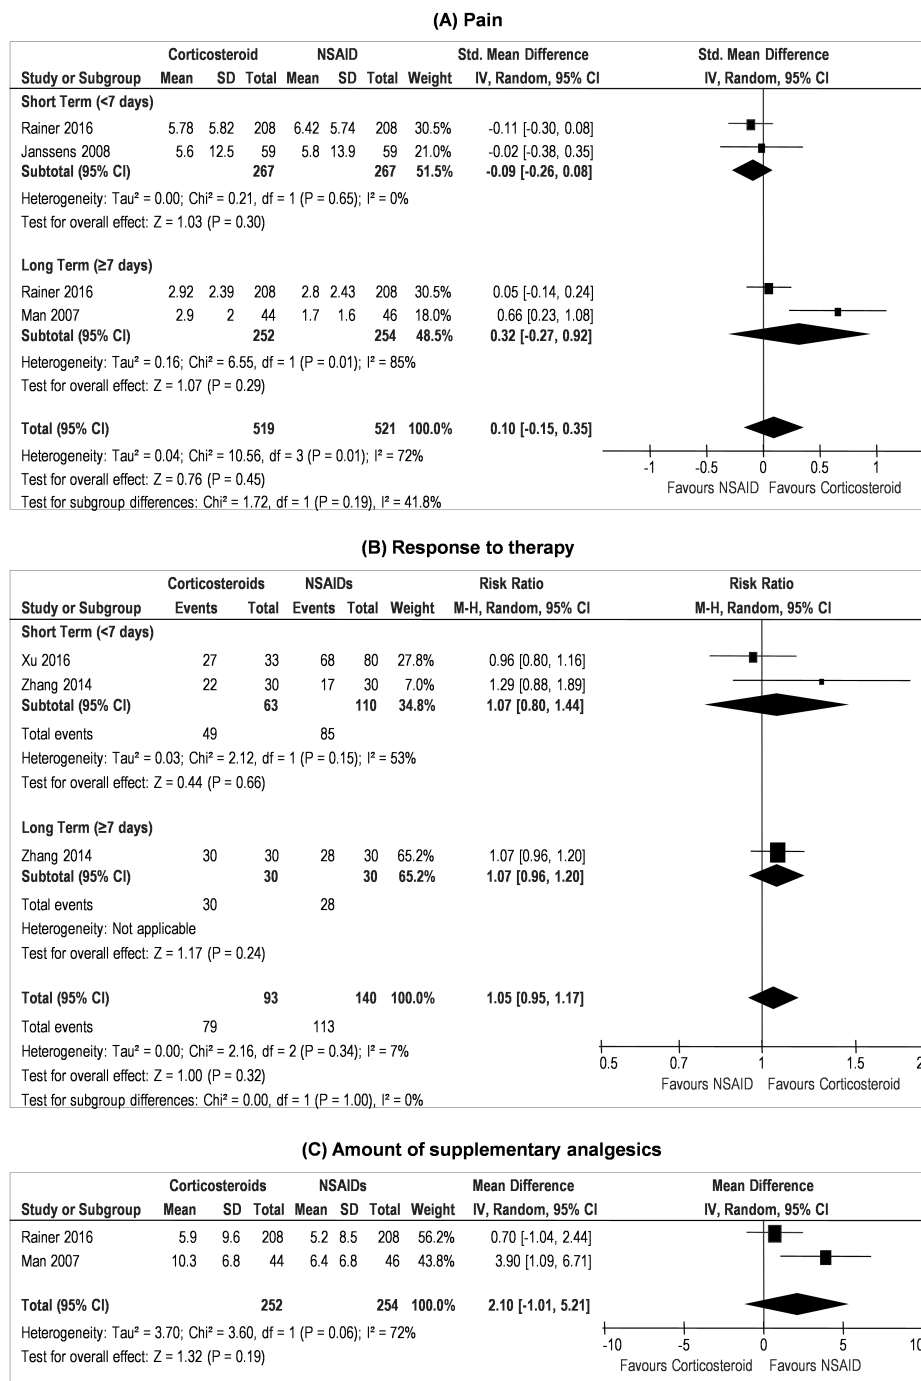 (A) Pain
Corticosteroid NSAID Std. Mean Difference Std. Mean Difference
Study or Subgroup Mean SD Total Mean SD Total Weight IV, Random, 95% CI IV, Random, 95% CI
Short Term (<7 days)
Rainer 2016 5.78 5.82 208 6.42 5.74 208 30.5% -0.11 [-0.30, 0.08]
Janssens 2008 5.6 12.5 59 5.8 13.9 59 21.0% -0.02 [-0.38, 0.35]
Subtotal (95% CI) 267 267 51.5% -0.09 [-0.26, 0.08]
Heterogeneity: Tau² = 0.00; Chi² = 0.21, df = 1 (P = 0.65); I² = 0%
Test for overall effect: Z = 1.03 (P = 0.30)
Long Term (≥7 days)
Rainer 2016 2.92 2.39 208 2.8 2.43 208 30.5% 0.05 [-0.14, 0.24]
Man 2007 2.9 2 44 1.7 1.6 46 18.0% 0.66 [0.23, 1.08]
Subtotal (95% CI) 252 254 48.5% 0.32 [-0.27, 0.92]
Heterogeneity: Tau² = 0.16; Chi² = 6.55, df = 1 (P = 0.01); I² = 85%
Test for overall effect: Z = 1.07 (P = 0.29)
Total (95% CI) 519 521 100.0% 0.10 [-0.15, 0.35]
Heterogeneity: Tau² = 0.04; Chi² = 10.56, df = 3 (P = 0.01); I² = 72%
Test for overall effect: Z = 0.76 (P = 0.45)
Test for subgroup differences: Chi² = 1.72, df = 1 (P = 0.19), I² = 41.8%
-1 -0.5 0 0.5 1
Favours NSAID Favours Corticosteroid
(B) Response to therapy
Corticosteroids NSAIDs Risk Ratio Risk Ratio
Study or Subgroup Events Total Events Total Weight M-H, Random, 95% CI M-H, Random, 95% CI
Short Term (<7 days)
Xu 2016 27 33 68 80 27.8% 0.96 [0.80, 1.16]
Zhang 2014 22 30 17 30 7.0% 1.29 [0.88, 1.89]
Subtotal (95% CI) 63 110 34.8% 1.07 [0.80, 1.44]
Total events 49 85
Heterogeneity: Tau² = 0.03; Chi² = 2.12, df = 1 (P = 0.15); I² = 53%
Test for overall effect: Z = 0.44 (P = 0.66)
Long Term (≥7 days)
Zhang 2014 30 30 28 30 65.2% 1.07 [0.96, 1.20]
Subtotal (95% CI) 30 30 65.2% 1.07 [0.96, 1.20]
Total events 30 28
Heterogeneity: Not applicable
Test for overall effect: Z = 1.17 (P = 0.24)
Total (95% CI) 93 140 100.0% 1.05 [0.95, 1.17]
Total events 79 113
Heterogeneity: Tau² = 0.00; Chi² = 2.16, df = 2 (P = 0.34); I² = 7%
Test for overall effect: Z = 1.00 (P = 0.32)
Test for subgroup differences: Chi² = 0.00, df = 1 (P = 1.00), I² = 0%
0.5 0.7 1 1.5 2
Favours NSAID Favours Corticosteroid
(C) Amount of supplementary analgesics
Corticosteroids NSAIDs Mean Difference Mean Difference
Study or Subgroup Mean SD Total Mean SD Total Weight IV, Random, 95% CI IV, Random, 95% CI
Rainer 2016 5.9 9.6 208 5.2 8.5 208 56.2% 0.70 [-1.04, 2.44]
Man 2007 10.3 6.8 44 6.4 6.8 46 43.8% 3.90 [1.09, 6.71]
Total (95% CI) 252 254 100.0% 2.10 [-1.01, 5.21]
Heterogeneity: Tau² = 3.70; Chi² = 3.60, df = 1 (P = 0.06); I² = 72%
Test for overall effect: Z = 1.32 (P = 0.19)
-10 -5 0 5 10
Favours Corticosteroid Favours NSAID